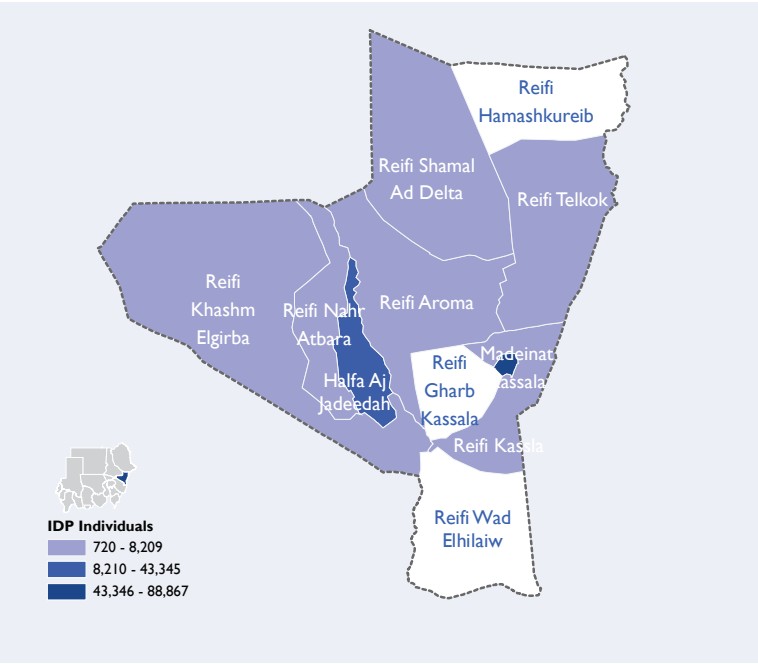 Reifi
Hamashkureib
Reifi Shamal
Ad Delta
Reifi Telkok
Reifi
Khashm
Elgirba
Reifi Nahr
Atbara
Reifi Aroma
Halfa Aj
Jadeedah
Reifi
Gharb
Kassala
Madeinat
Kassala
Reifi Kassla
Reifi Wad
Elhilaiw
IDP Individuals
720 - 8,209
8,210 - 43,345
43,346 - 88,867